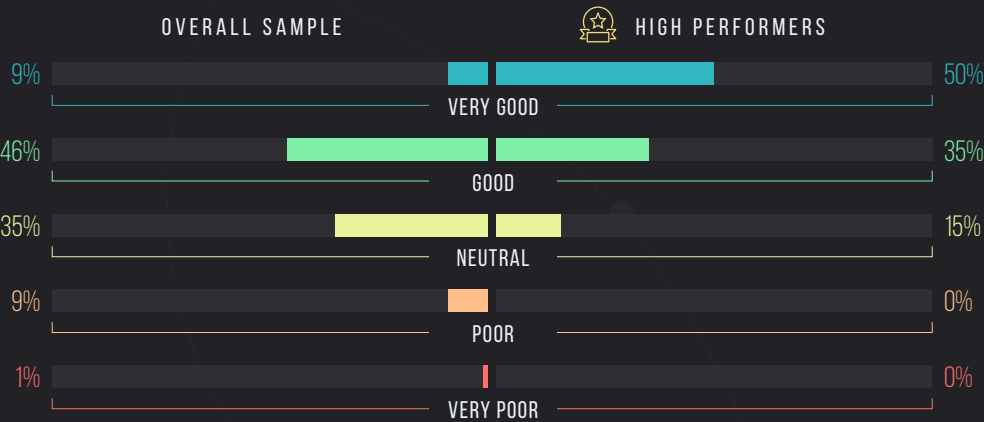 OVERALL SAMPLE HIGH PERFORMERS
9% 50%
VERY GOOD
46% 35%
GOOD
35% 15%
NEUTRAL
9% 0%
POOR
1% 0%
VERY POOR